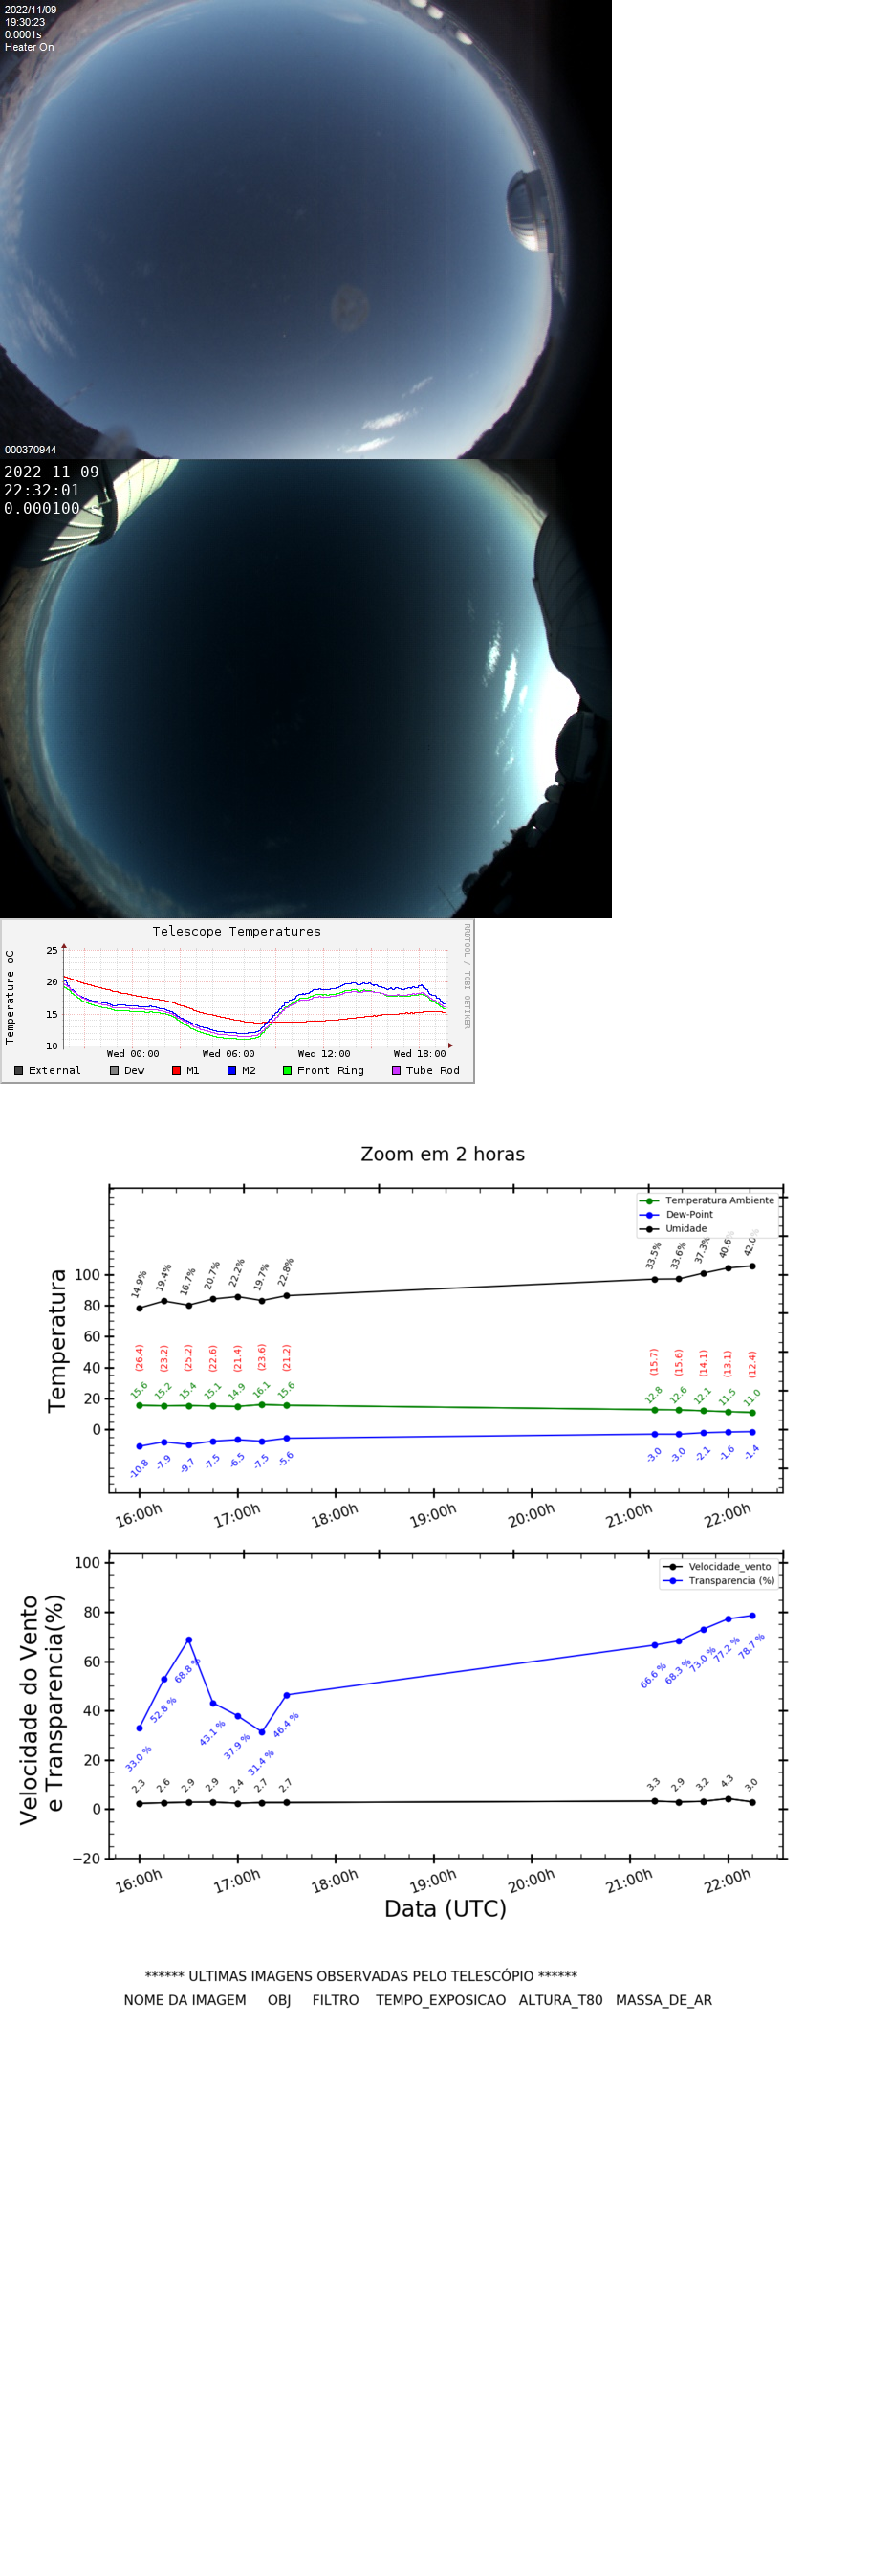 2022/11/09
19:30:23
0.0001s
Heater On
000370944
2022-11-09
22:32:01
0.000100
Telescope Temperatures
RRDTOOL / TOBI OETIKER
Temperature oC
25
20
15
10
Wed 00:00 Wed 06:00 Wed 12:00 Wed 18:00
External Dew M1 M2 Front Ring Tube Rod
Zoom em 2 horas
Temperatura Ambiente
Dew-Point
Umidade
Temperatura
100
80
60
40
20
0
14.9% 19.4% 16.7% 20.7% 22.2% 19.7% 22.8% 33.5% 33.6% 37.3% 40.6% 42.0%
(26.4) (23.2) (25.2) (22.6) (21.4) (23.6) (21.2) (15.7) (15.6) (14.1) (13.1) (12.4)
15.6 15.2 15.4 15.1 14.9 16.1 15.6 12.8 12.6 12.1 11.5 11.0
-10.8 -7.9 -9.7 -7.5 -6.5 -7.5 -5.6 -3.0 -3.0 -2.1 -1.6 -1.4
16:00h 17:00h 18:00h 19:00h 20:00h 21:00h 22:00h
Velocidade_vento
Transparencia (%)
Velocidade do Vento
e Transparencia(%)
100
80
60
40
20
0
−20
33.0 % 52.8 % 68.8 % 43.1 % 37.9 % 31.4 % 46.4 % 66.6 % 68.3 % 73.0 % 77.2 % 78.7 %
2.3 2.6 2.9 2.9 2.4 2.7 2.7 3.3 2.9 3.2 4.3 3.0
16:00h 17:00h 18:00h 19:00h 20:00h 21:00h 22:00h
Data (UTC)
****** ULTIMAS IMAGENS OBSERVADAS PELO TELESCÓPIO ******
NOME DA IMAGEM OBJ FILTRO TEMPO_EXPOSICAO ALTURA_T80 MASSA_DE_AR